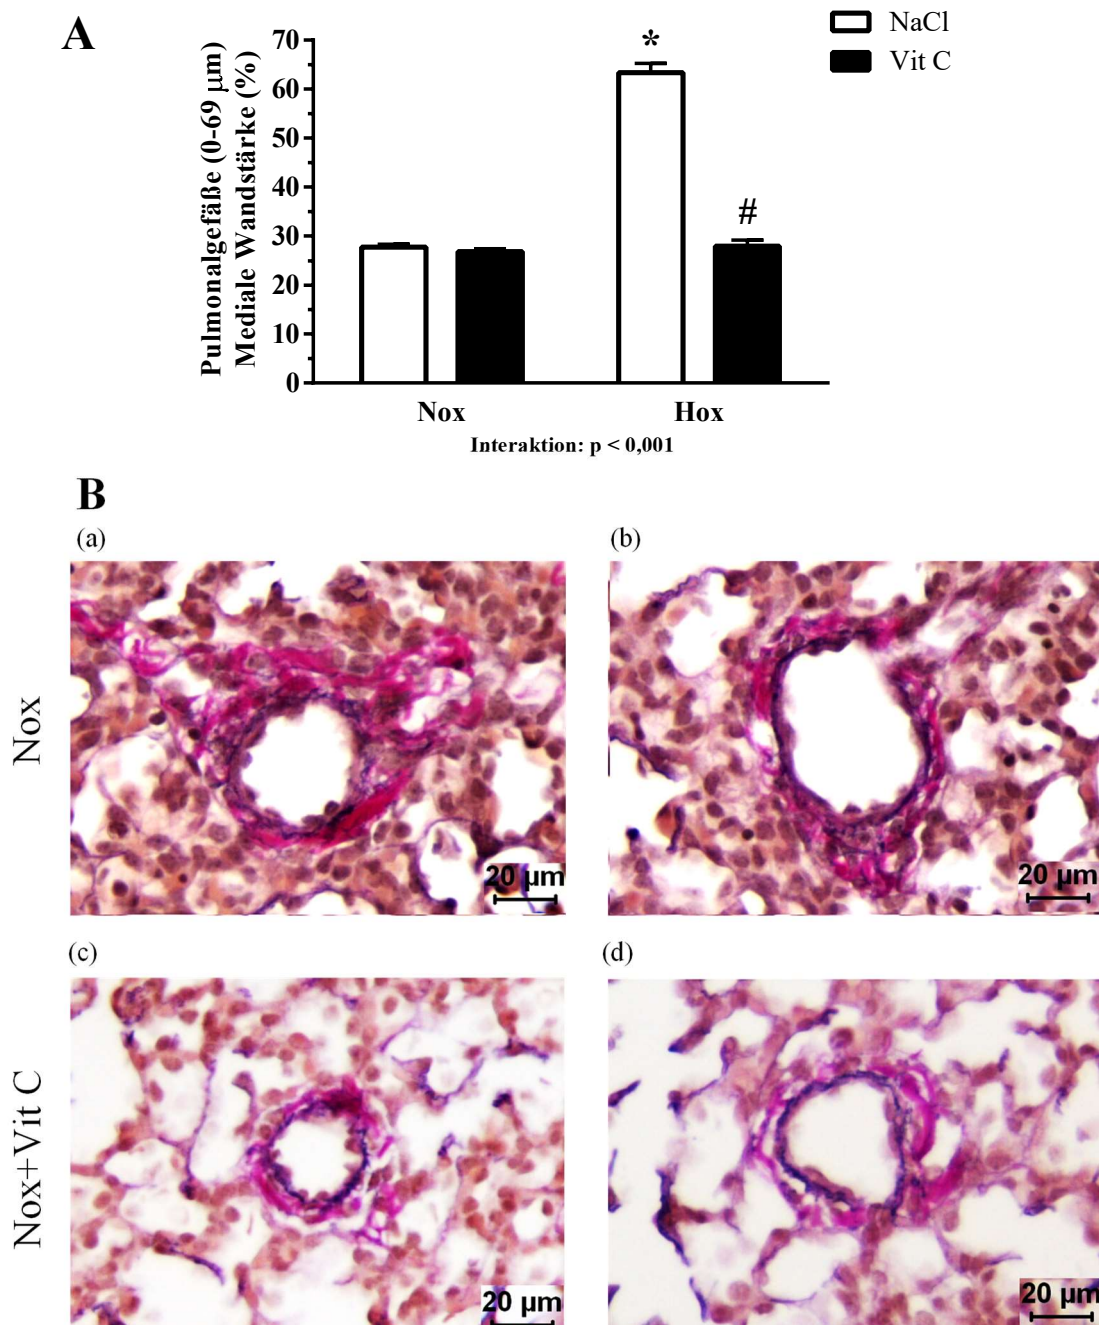 A
NaCl
Vit C
Pulmonalgefäße (0-69 µm)
Mediale Wandstärke (%)
70
60
50
40
30
20
10
0
*
#
Nox
Hox
Interaktion: p < 0,001
B
(a)
(b)
Nox
20 µm
20 µm
(c)
(d)
Nox+Vit C
20 µm
20 µm